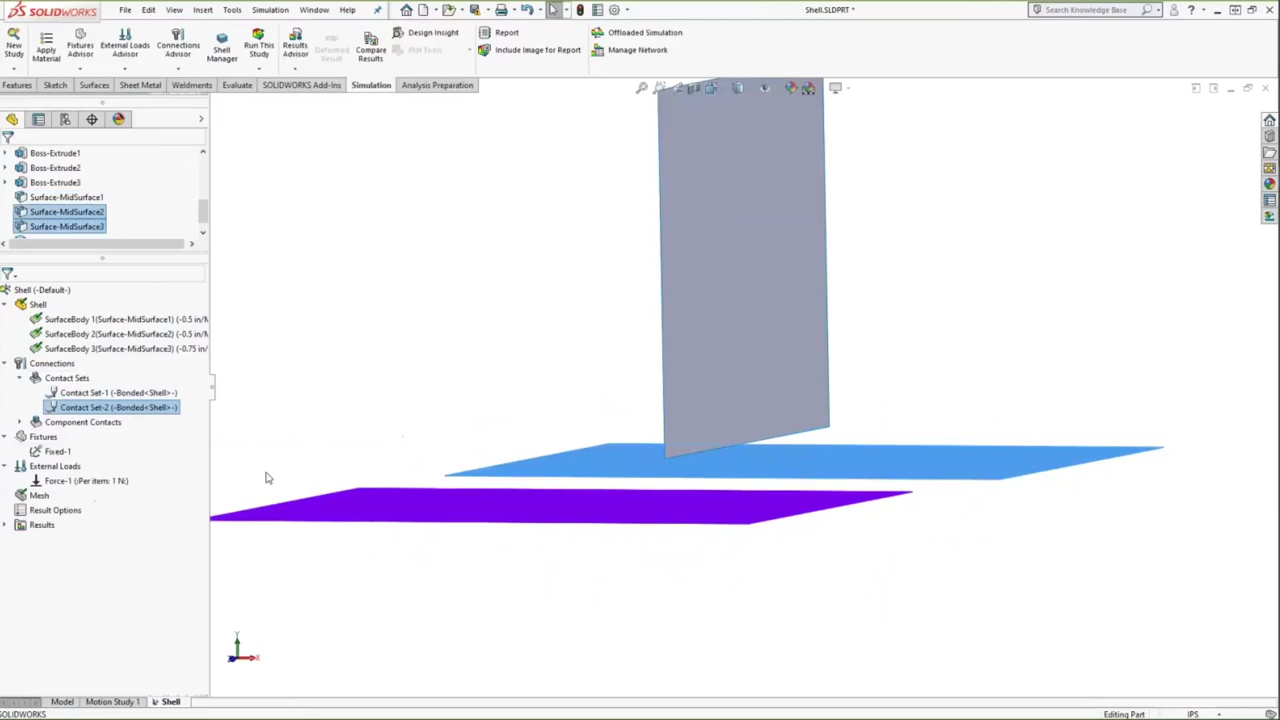 SOLIDWORKS
File
Edit
View
Insert
Tools
Simulation
Window
Help
Shell.SLDPRT *
Search Knowledge Base
New Study
Apply Material
Fixtures Advisor
External Loads Advisor
Connections Advisor
Shell Manager
Run This Study
Results Advisor
Deformed Result
Compare Results
Design Insight
Plot Tools
Report
Include Image for Report
Offloaded Simulation
Manage Network
Features
Sketch
Surfaces
Sheet Metal
Weldments
Evaluate
SOLIDWORKS Add-Ins
Simulation
Analysis Preparation
Boss-Extrude1
Boss-Extrude2
Boss-Extrude3
Surface-MidSurface1
Surface-MidSurface2
Surface-MidSurface3
Shell (-Default-)
Shell
SurfaceBody 1(Surface-MidSurface1) (-0.5 in/
SurfaceBody 2(Surface-MidSurface2) (-0.5 in/
SurfaceBody 3(Surface-MidSurface3) (-0.75 in/
Connections
Contact Sets
Contact Set-1 (-Bonded<Shell>-)
Contact Set-2 (-Bonded<Shell>-)
Component Contacts
Fixtures
Fixed-1
External Loads
Force-1 (:Per item: 1 N:)
Mesh
Result Options
Results
Y
X
Z
Model
Motion Study 1
Shell
SOLIDWORKS
Editing Part
IPS